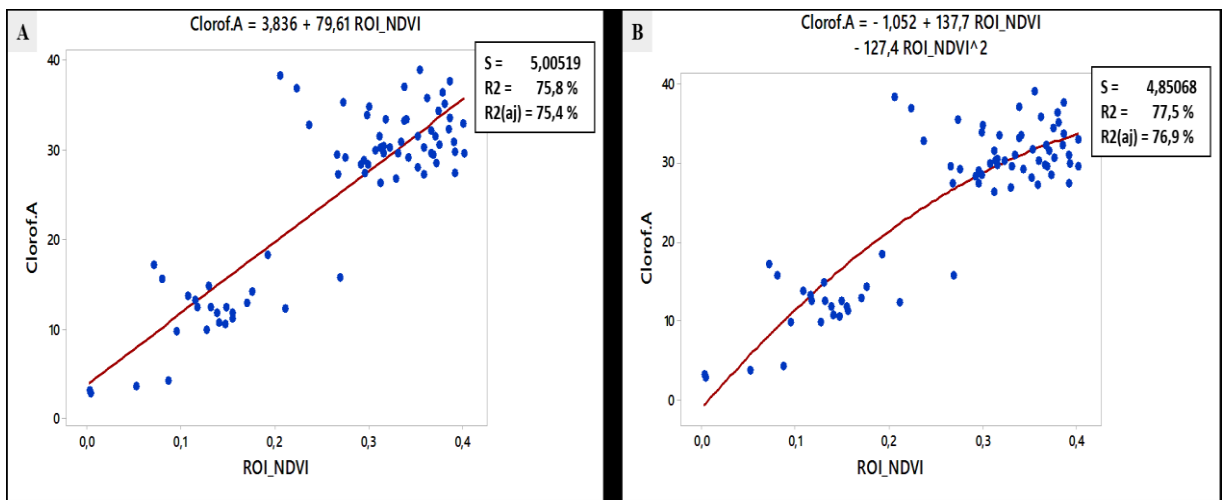 A
Clorof.A = 3,836 + 79,61 ROI_NDVI
S = 5,00519
R2 = 75,8 %
R2(aj) = 75,4 %
Clorof.A
40
30
20
10
0
0,0 0,1 0,2 0,3 0,4
ROI_NDVI
B
Clorof.A = - 1,052 + 137,7 ROI_NDVI
- 127,4 ROI_NDVI^2
S = 4,85068
R2 = 77,5 %
R2(aj) = 76,9 %
Clorof.A
40
30
20
10
0
0,0 0,1 0,2 0,3 0,4
ROI_NDVI